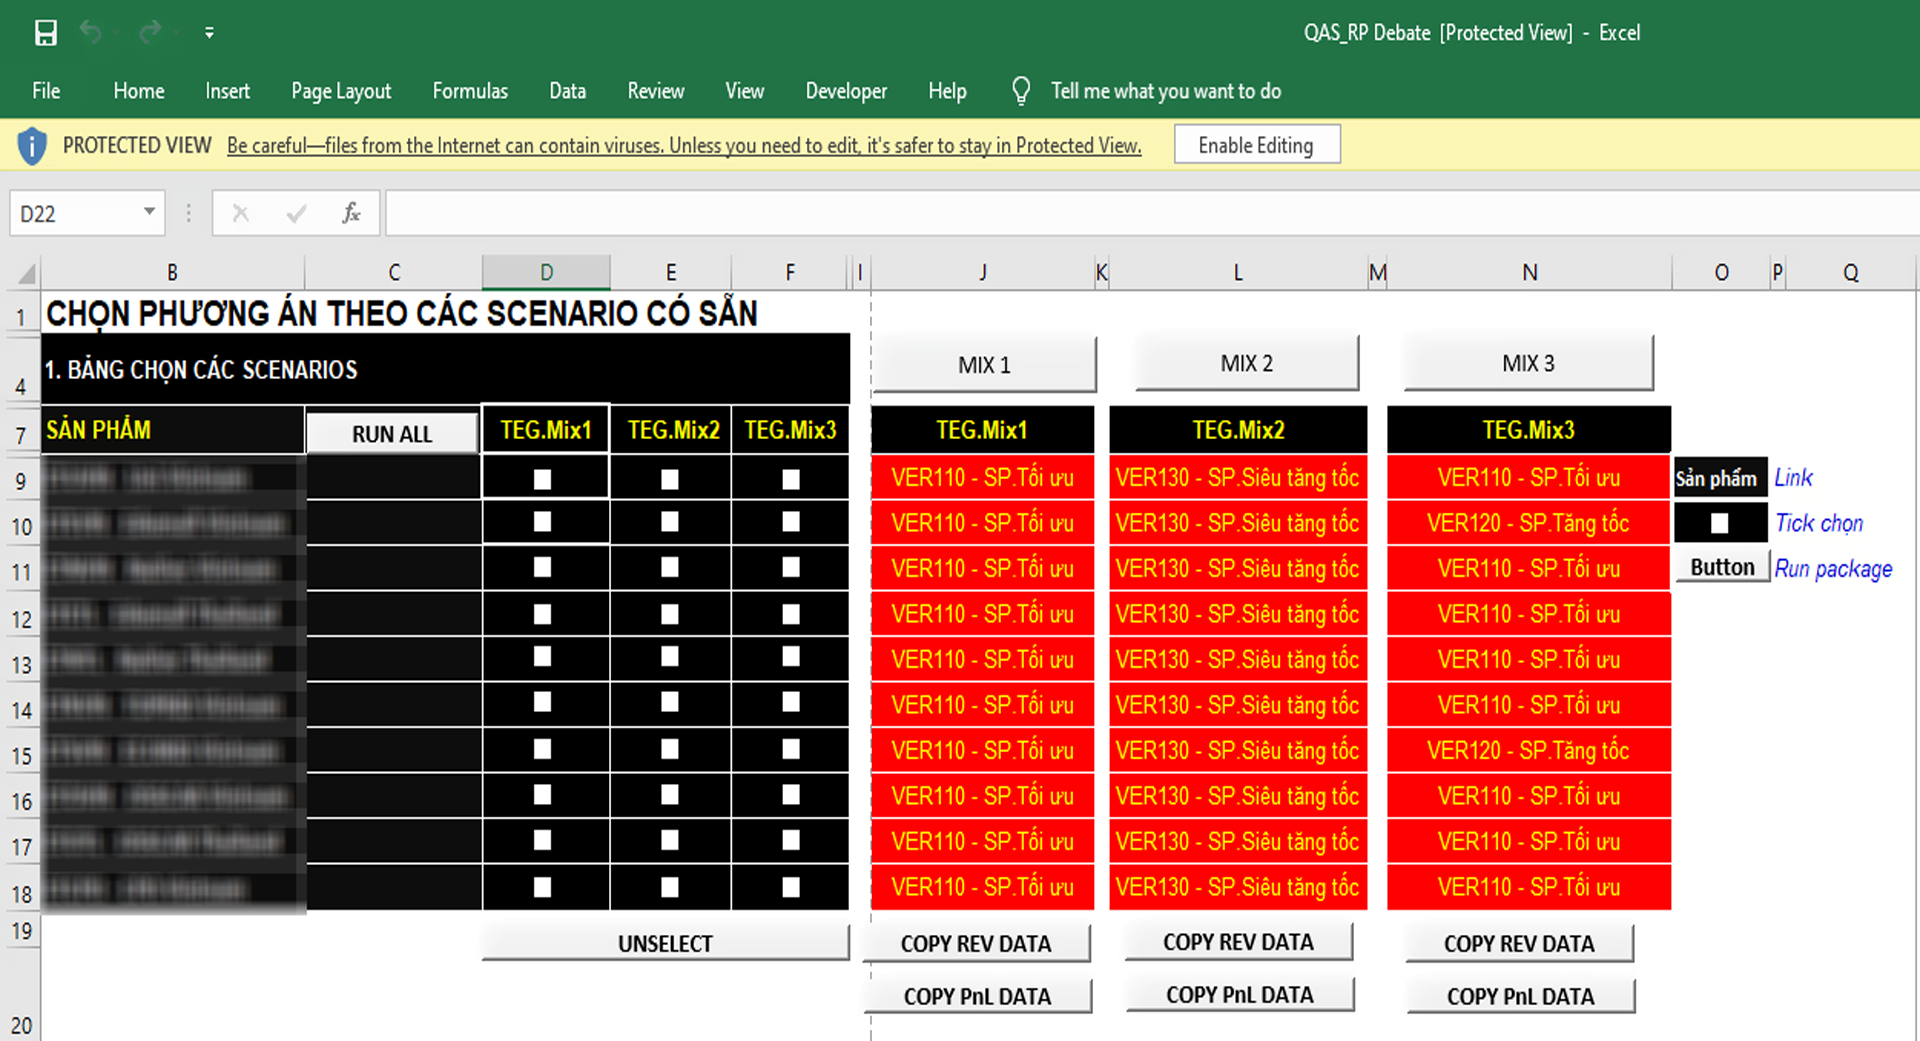 QAS_RP Debate [Protected View] - Excel
File Home Insert Page Layout Formulas Data Review View Developer Help Tell me what you want to do
PROTECTED VIEW Be careful—files from the Internet can contain viruses. Unless you need to edit, it's safer to stay in Protected View. Enable Editing
D22 fx
B C D E F I J K L M N O P Q
1 CHỌN PHƯƠNG ÁN THEO CÁC SCENARIO CÓ SẴN
4 1. BẢNG CHỌN CÁC SCENARIOS MIX 1 MIX 2 MIX 3
7 SẢN PHẨM RUN ALL TEG.Mix1 TEG.Mix2 TEG.Mix3 TEG.Mix1 TEG.Mix2 TEG.Mix3
9 VER110 - SP.Tối ưu VER130 - SP.Siêu tăng tốc VER110 - SP.Tối ưu Sản phẩm Link
10 VER110 - SP.Tối ưu VER130 - SP.Siêu tăng tốc VER120 - SP.Tăng tốc Tick chọn
11 VER110 - SP.Tối ưu VER130 - SP.Siêu tăng tốc VER110 - SP.Tối ưu Button Run package
12 VER110 - SP.Tối ưu VER130 - SP.Siêu tăng tốc VER110 - SP.Tối ưu
13 VER110 - SP.Tối ưu VER130 - SP.Siêu tăng tốc VER110 - SP.Tối ưu
14 VER110 - SP.Tối ưu VER130 - SP.Siêu tăng tốc VER110 - SP.Tối ưu
15 VER110 - SP.Tối ưu VER130 - SP.Siêu tăng tốc VER120 - SP.Tăng tốc
16 VER110 - SP.Tối ưu VER130 - SP.Siêu tăng tốc VER110 - SP.Tối ưu
17 VER110 - SP.Tối ưu VER130 - SP.Siêu tăng tốc VER110 - SP.Tối ưu
18 VER110 - SP.Tối ưu VER130 - SP.Siêu tăng tốc VER110 - SP.Tối ưu
19 UNSELECT COPY REV DATA COPY REV DATA COPY REV DATA
20 COPY PnL DATA COPY PnL DATA COPY PnL DATA